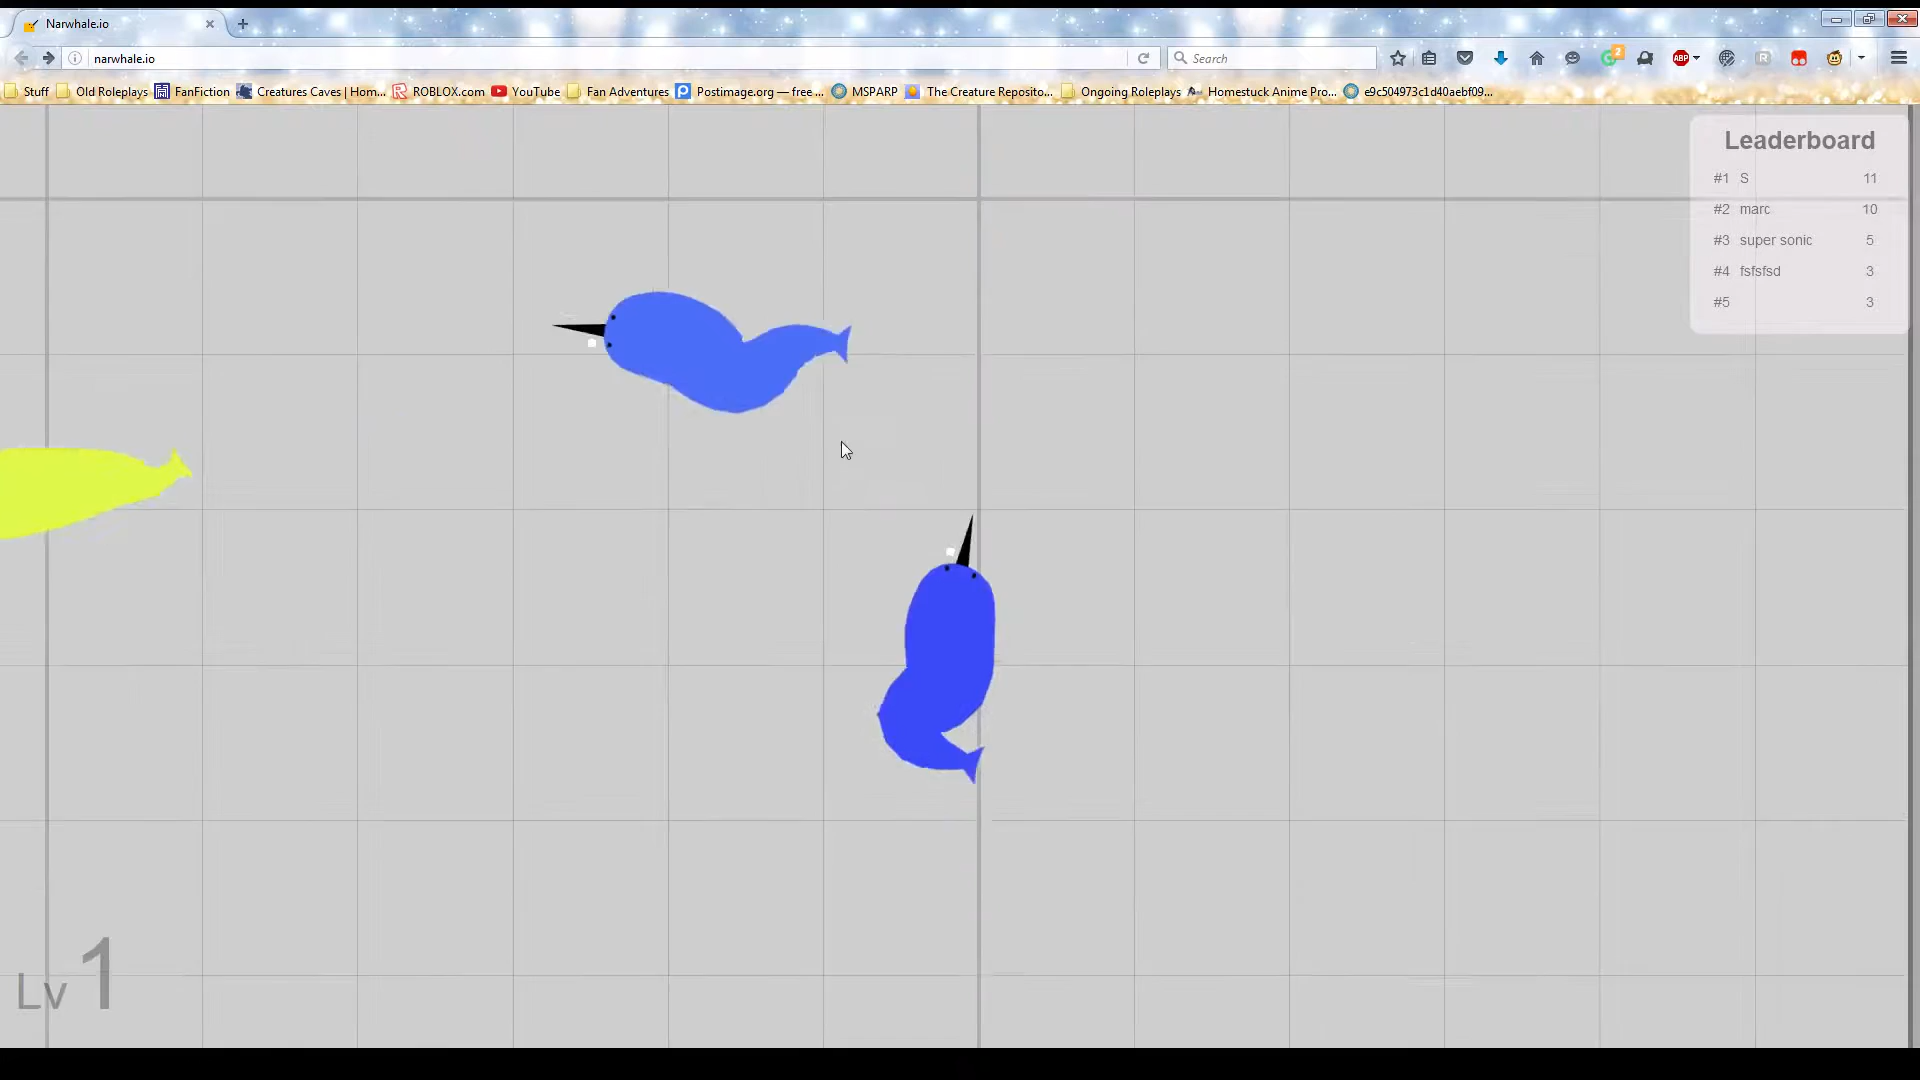 Narwhale.io
narwhale.io
Search
2
ABP
Stuff Old Roleplays FanFiction Creatures Caves | Hom... ROBLOX.com YouTube Fan Adventures Postimage.org — free ... MSPARP The Creature Reposito... Ongoing Roleplays Homestuck Anime Pro... e9c504973c1d40aebf09...
Leaderboard
#1 S 11
#2 marc 10
#3 super sonic 5
#4 fsfsfsd 3
#5 3
Lv 1